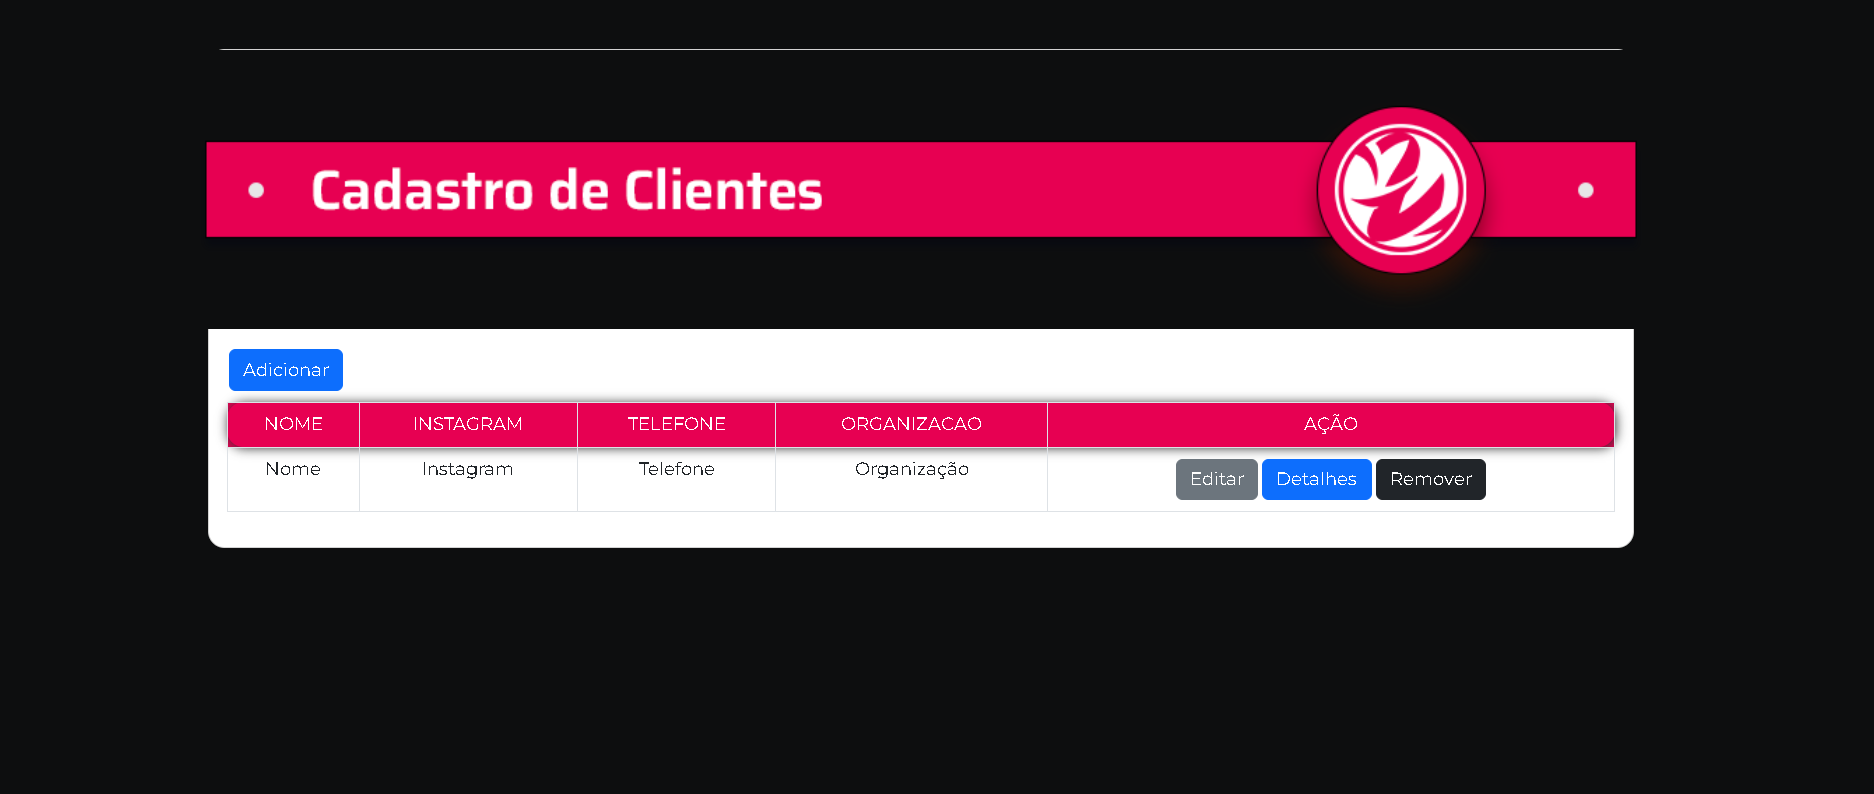 Cadastro de Clientes
Adicionar
NOME INSTAGRAM TELEFONE ORGANIZACAO AÇÃO
Nome Instagram Telefone Organização Editar Detalhes Remover